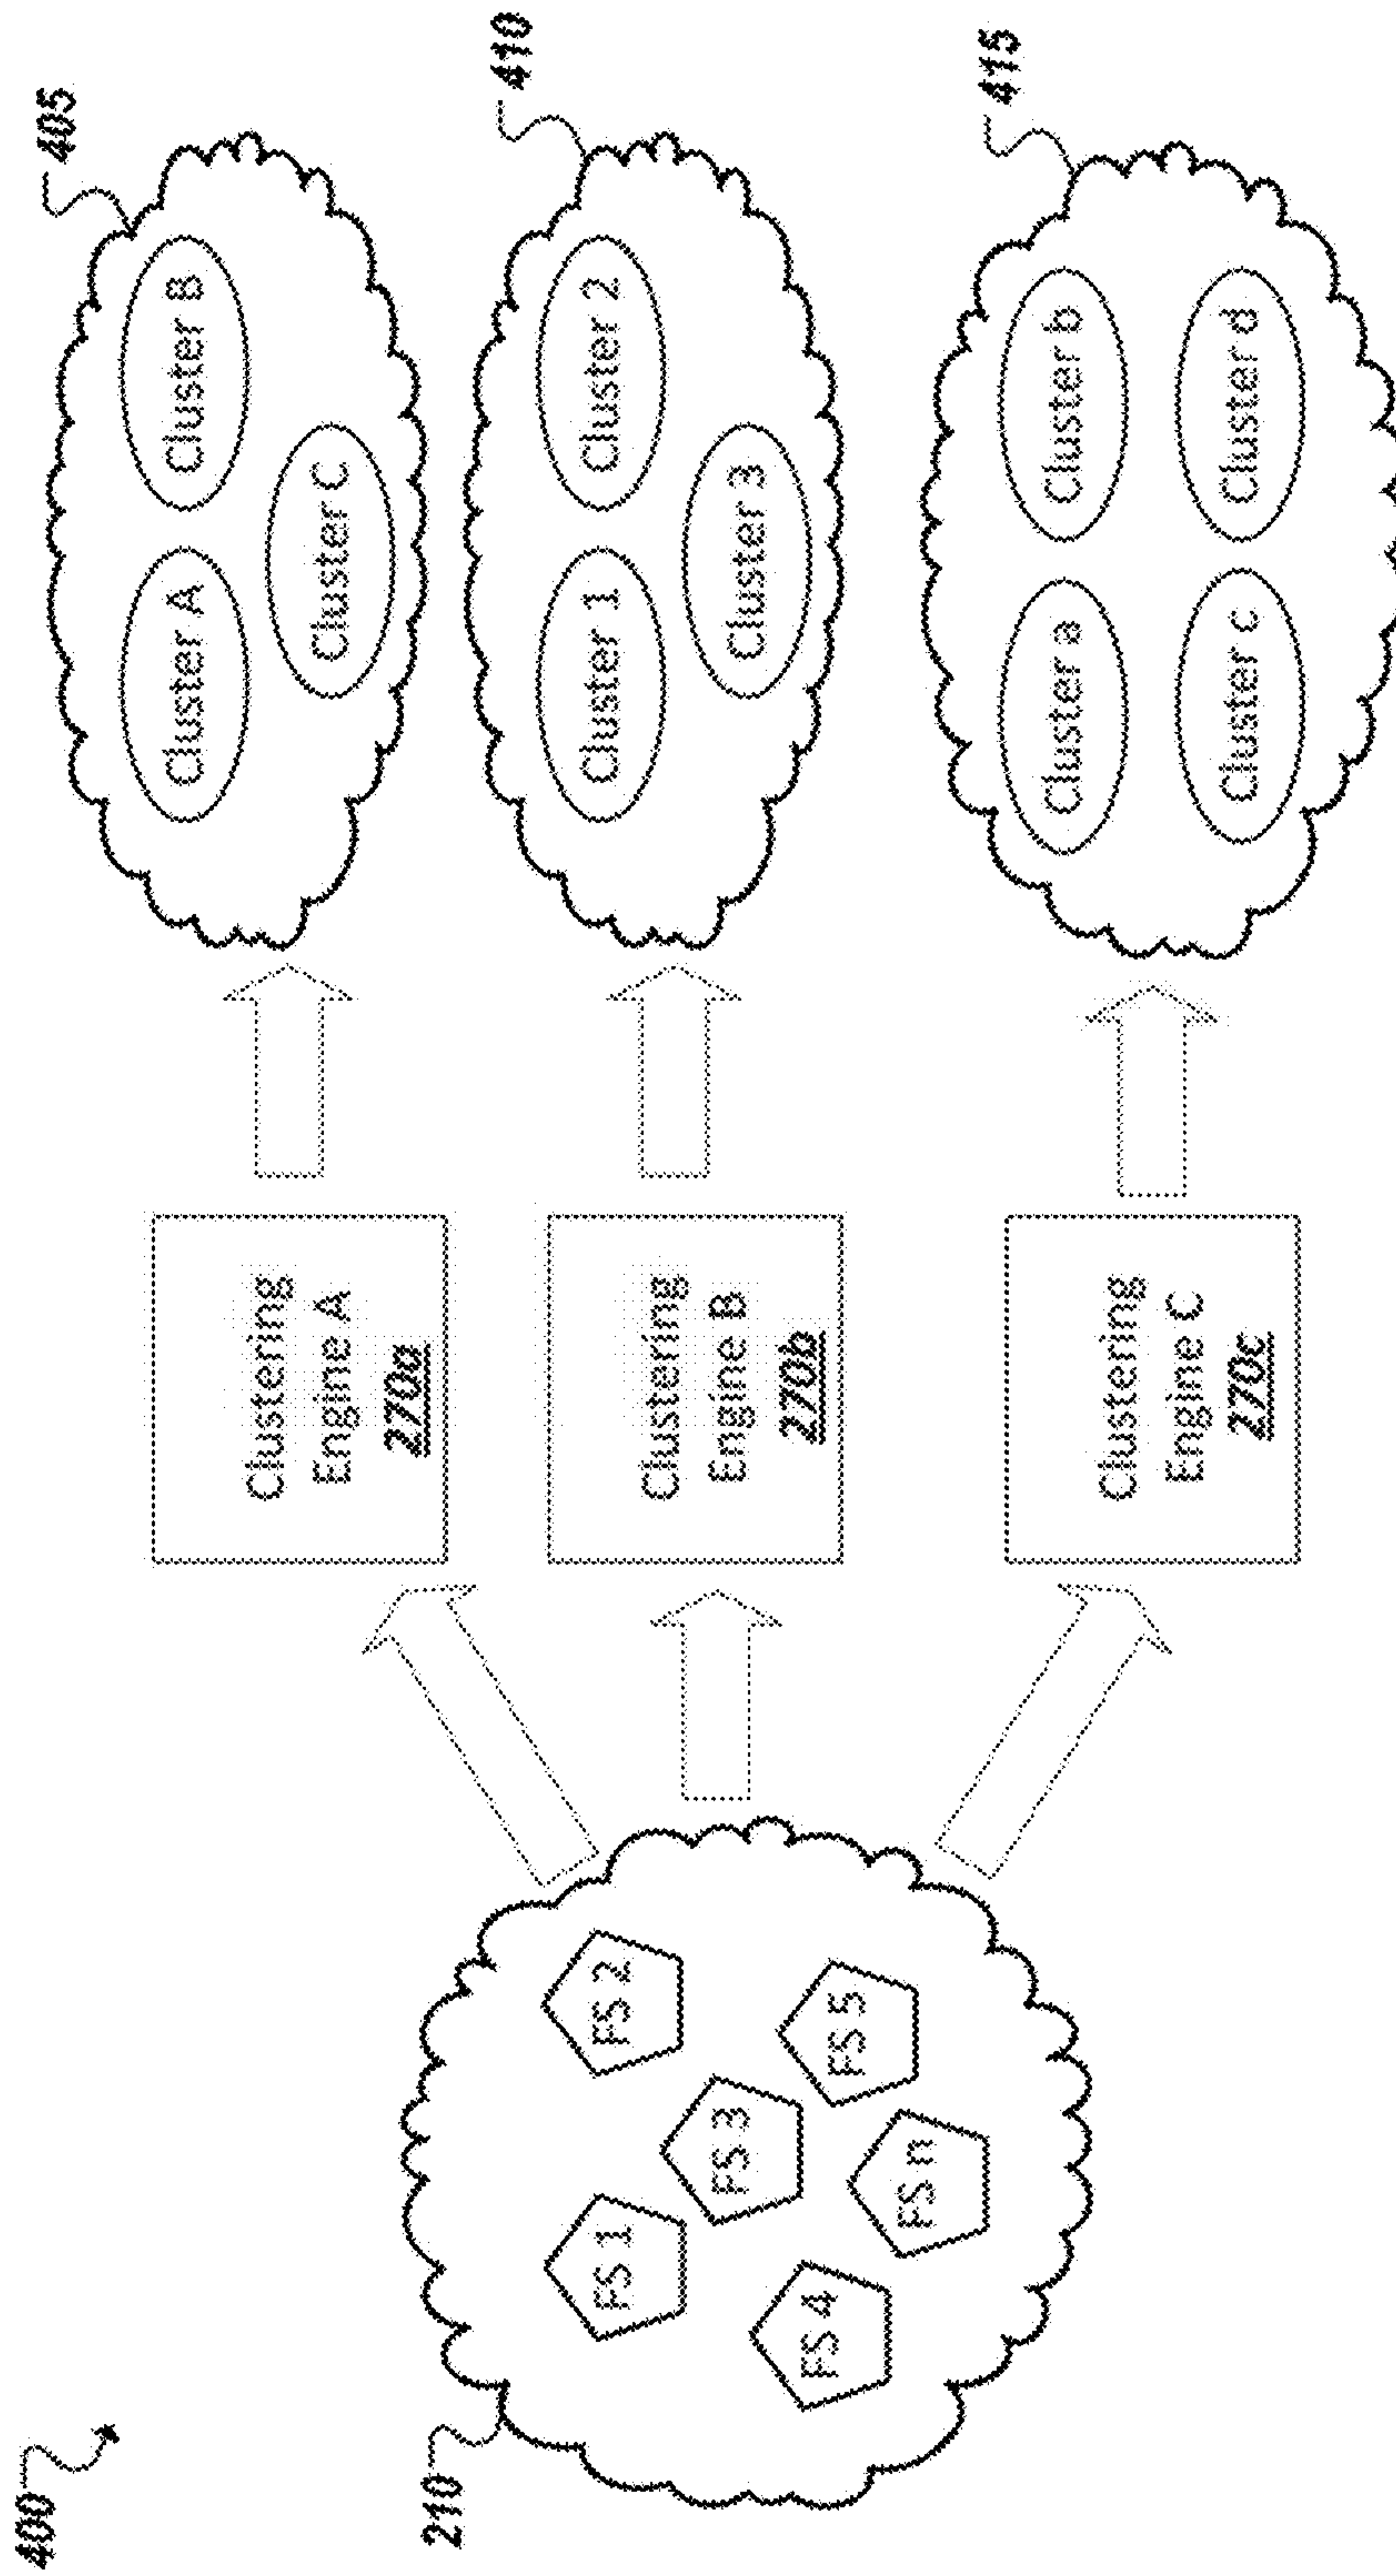 400
210
FS 1
FS 2
FS 3
FS 4
FS 5
FS n
Clustering
Engine A
270a
Clustering
Engine B
270b
Clustering
Engine C
270c
405
Cluster A
Cluster B
Cluster C
410
Cluster 1
Cluster 2
Cluster 3
415
Cluster a
Cluster b
Cluster c
Cluster d